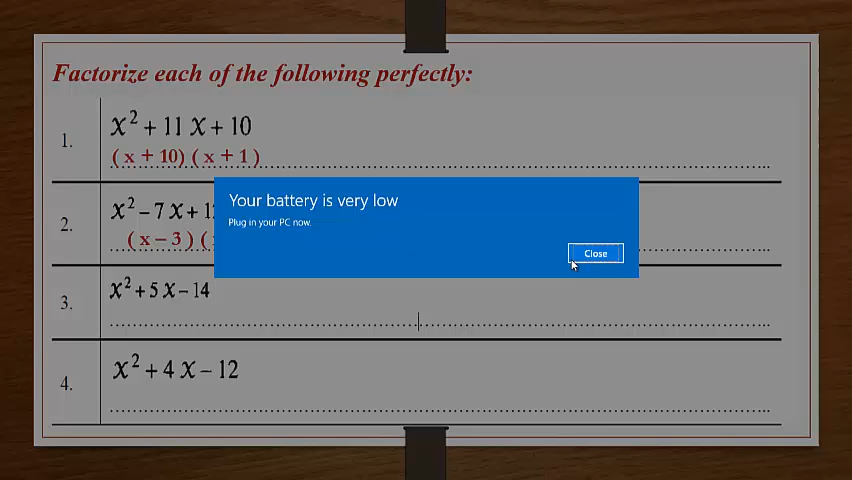 Factorize each of the following perfectly:
1.
x² + 11 x + 10
( x + 10) ( x + 1 )
2.
x² – 7 x + 1
( x – 3 ) (
Your battery is very low
Plug in your PC now.
Close
3.
x² + 5 x – 14
4.
x² + 4 x – 12